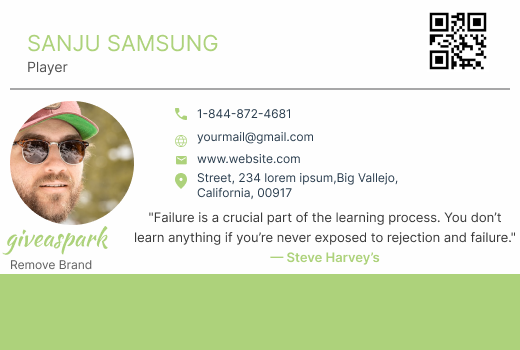 SANJU SAMSUNG
Player
1-844-872-4681
yourmail@gmail.com
www.website.com
Street, 234 lorem ipsum,Big Vallejo,
California, 00917
"Failure is a crucial part of the learning process. You don’t
learn anything if you’re never exposed to rejection and failure."
— Steve Harvey’s
giveaspark
Remove Brand